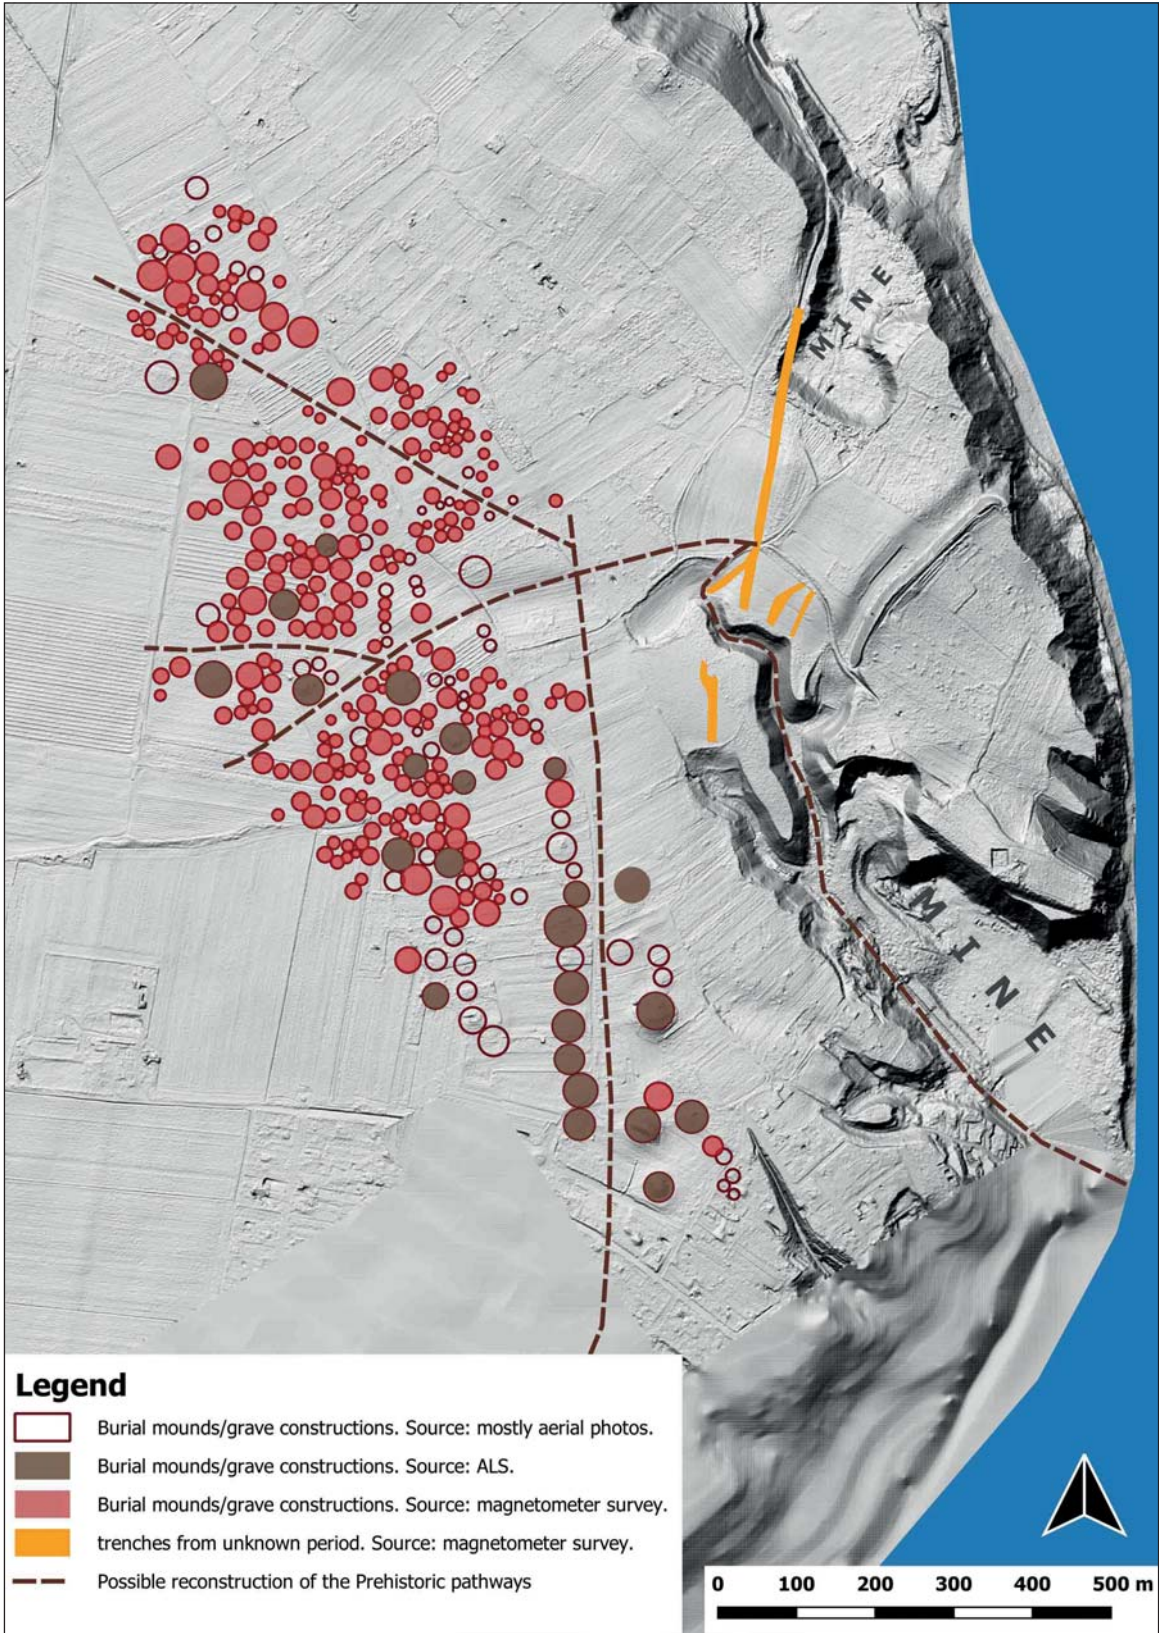 MINE
MINE
Legend
Burial mounds/grave constructions. Source: mostly aerial photos.
Burial mounds/grave constructions. Source: ALS.
Burial mounds/grave constructions. Source: magnetometer survey.
trenches from unknown period. Source: magnetometer survey.
Possible reconstruction of the Prehistoric pathways
0 100 200 300 400 500 m